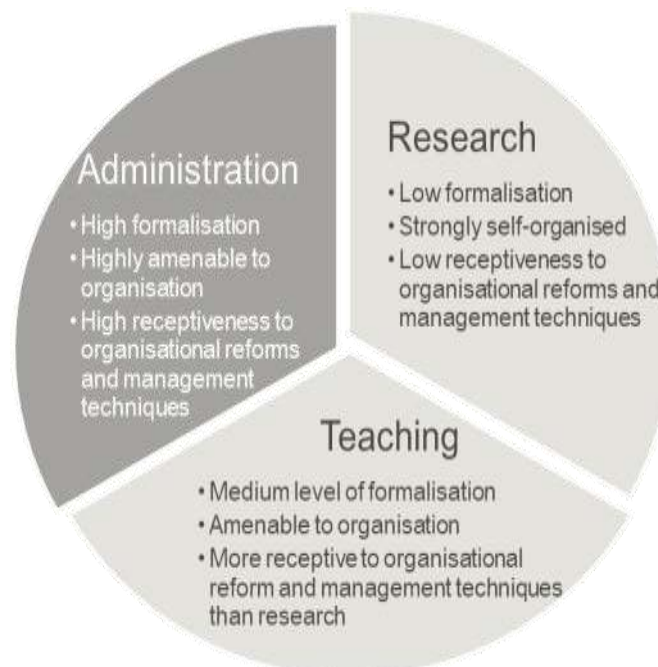 Administration
• High formalisation
• Highly amenable to
organisation
• High receptiveness to
organisational reforms
and management
techniques
Research
• Low formalisation
• Strongly self-organised
• Low receptiveness to
organisational reforms and
management techniques
Teaching
• Medium level of formalisation
• Amenable to organisation
• More receptive to organisational
reform and management techniques
than research